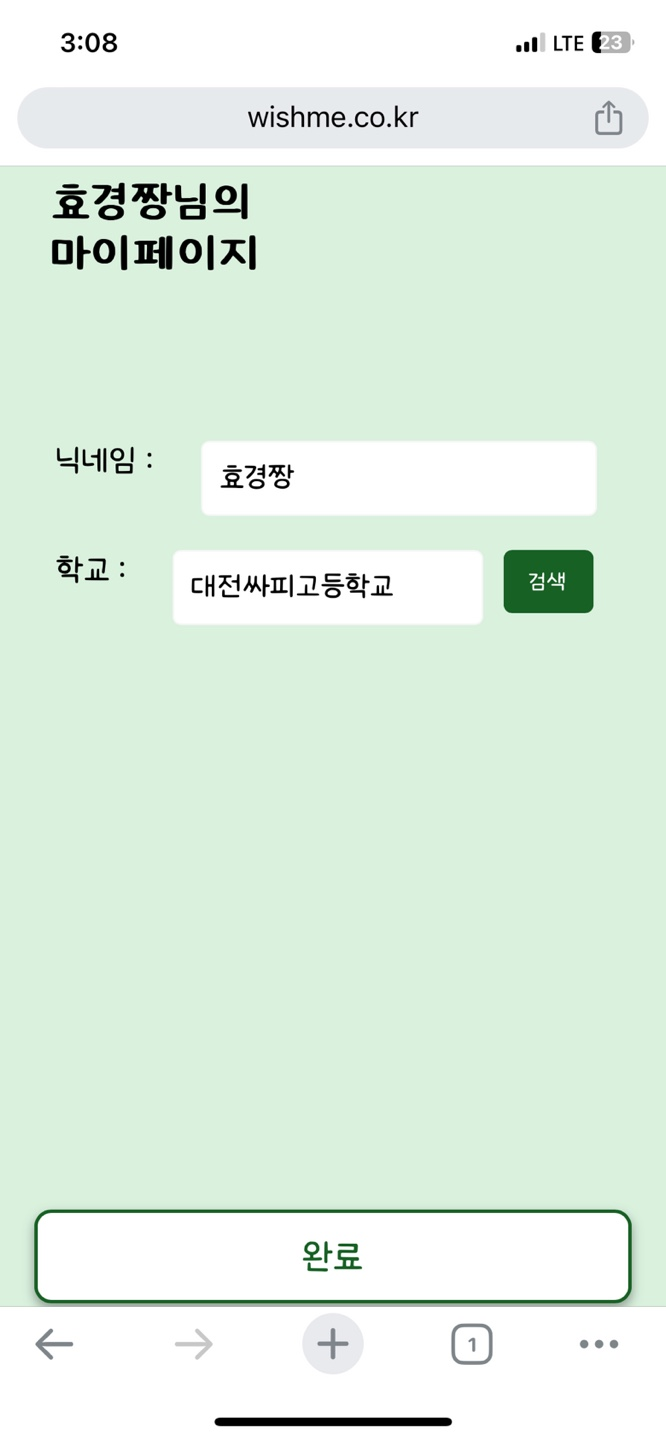 3:08
LTE 23
wishme.co.kr
효경짱님의
마이페이지
닉네임 :
효경짱
학교 :
대전싸피고등학교
검색
완료
1